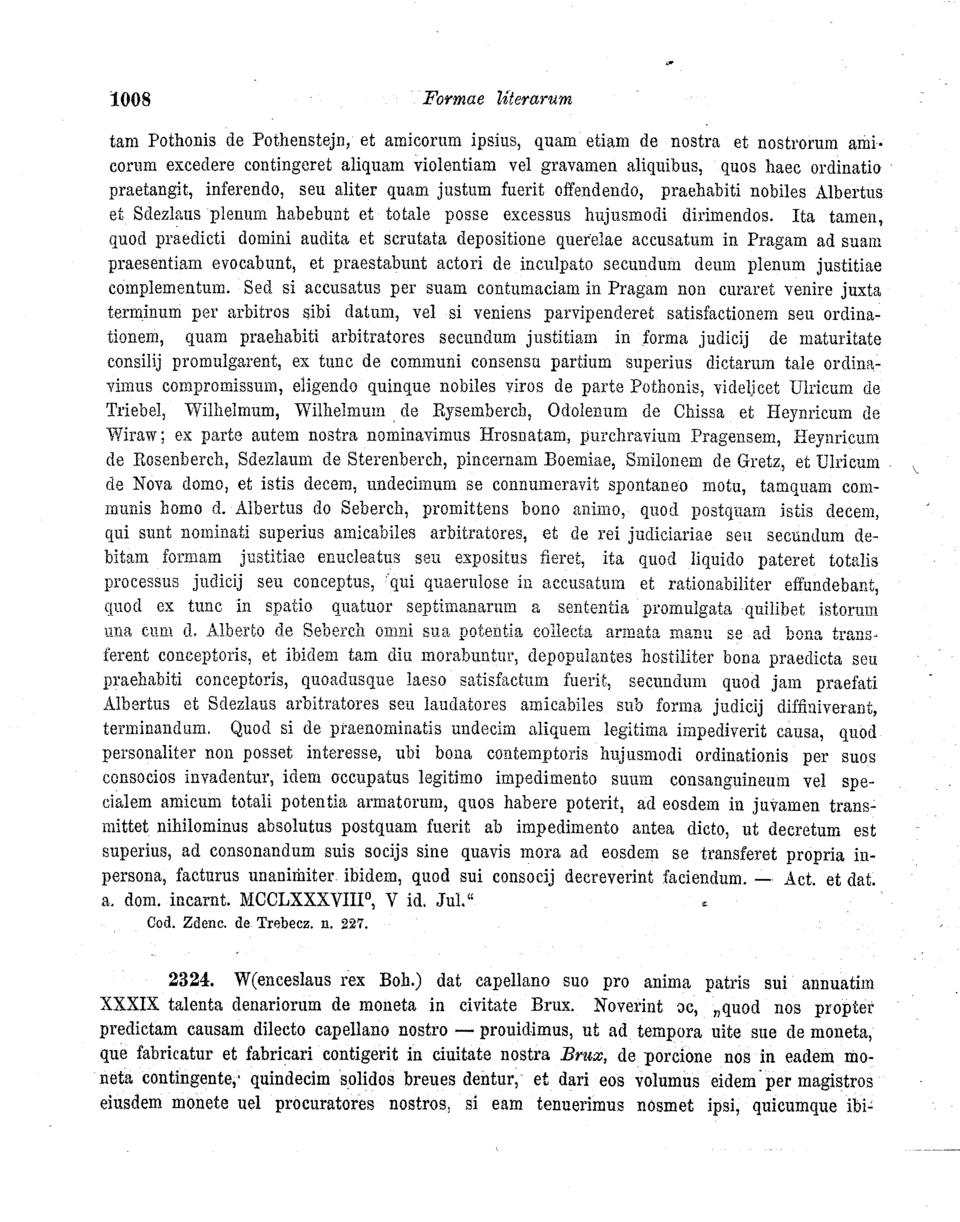 1008 Formae literarum
tam Pothonis de Pothenstejn, et amicorum ipsius, quam etiam de nostra et nostrorum ami-
corum excedere contingeret aliquam violentiam vel gravamen aliquibus, quos haec ordinatio
praetangit, inferendo, seu aliter quam justum fuerit offendendo, praehabiti nobiles Albertus
et Sdezlaus plenum habebunt et totale posse excessus hujusmodi dirimendos. Ita tamen,
quod praedicti domini audita et scrutata depositione querelae accusatum in Pragam ad suam
praesentiam evocabunt, et praestabunt actori de inculpato secundum deum plenum justitiae
complementum. Sed si accusatus per suam contumaciam in Pragam non curaret venire juxta
terminum per arbitros sibi datum, vel si veniens parvipenderet satisfactionem seu ordina-
tionem, quam praehabiti arbitratores secundum justitiam in forma judicij de maturitate
consilij promulgarent, ex tunc de communi consensu partium superius dictarum tale ordina-
vimus compromissum, eligendo quinque nobiles viros de parte Pothonis, videlicet Ulricum de
Triebel, Wilhelmum, Wilhelmum de Rysemberch, Odolenum de Chissa et Heynricum de
Wiraw; ex parte autem nostra nominavimus Hrosnatam, purchravium Pragensem, Heynricum
de Rosenberch, Sdezlaum de Sterenberch, pincernam Boemiae, Smilonem de Gretz, et Ulricum
de Nova domo, et istis decem, undecimum se connumeravit spontaneo motu, tamquam com-
munis homo d. Albertus do Seberch, promittens bono animo, quod postquam istis decem,
qui sunt nominati superius amicabiles arbitratores, et de rei judiciariae seu secundum de-
bitam formam justitiae enucleatus seu expositus fieret, ita quod liquido pateret totalis
processus judicij seu conceptus, qui quaerulose in accusatum et rationabiliter effundebant,
quod ex tunc in spatio quatuor septimanarum a sententia promulgata quilibet istorum
una cum d. Alberto de Seberch omni sua potentia collecta armata manu se ad bona trans-
ferent conceptoris, et ibidem tam diu morabuntur, depopulantes hostiliter bona praedicta seu
praehabiti conceptoris, quoadusque laeso satisfactum fuerit, secundum quod jam praefati
Albertus et Sdezlaus arbitratores seu laudatores amicabiles sub forma judicij diffiniverant,
terminandum. Quod si de praenominatis undecim aliquem legitima impediverit causa, quod
personaliter non posset interesse, ubi bona contemptoris hujusmodi ordinationis per suos
consocios invadentur, idem occupatus legitimo impedimento suum consanguineum vel spe-
cialem amicum totali potentia armatorum, quos habere poterit, ad eosdem in juvamen trans-
mittet nihilominus absolutus postquam fuerit ab impedimento antea dicto, ut decretum est
superius, ad consonandum suis socijs sine quavis mora ad eosdem se transferet propria in-
persona, facturus unanimiter ibidem, quod sui consocij decreverint faciendum. — Act. et dat.
a. dom. incarnt. MCCLXXXVIII⁰, V id. Jul.“
Cod. Zdenc. de Trebecz. n. 227.
2324. W(enceslaus rex Boh.) dat capellano suo pro anima patris sui annuatim
XXXIX talenta denariorum de moneta in civitate Brux. Noverint ɔc, „quod nos propter
predictam causam dilecto capellano nostro — prouidimus, ut ad tempora uite sue de moneta,
que fabricatur et fabricari contigerit in ciuitate nostra Brux, de porcione nos in eadem mo-
neta contingente, quindecim solidos breues dentur, et dari eos volumus eidem per magistros
eiusdem monete uel procuratores nostros, si eam tenuerimus nosmet ipsi, quicumque ibi-